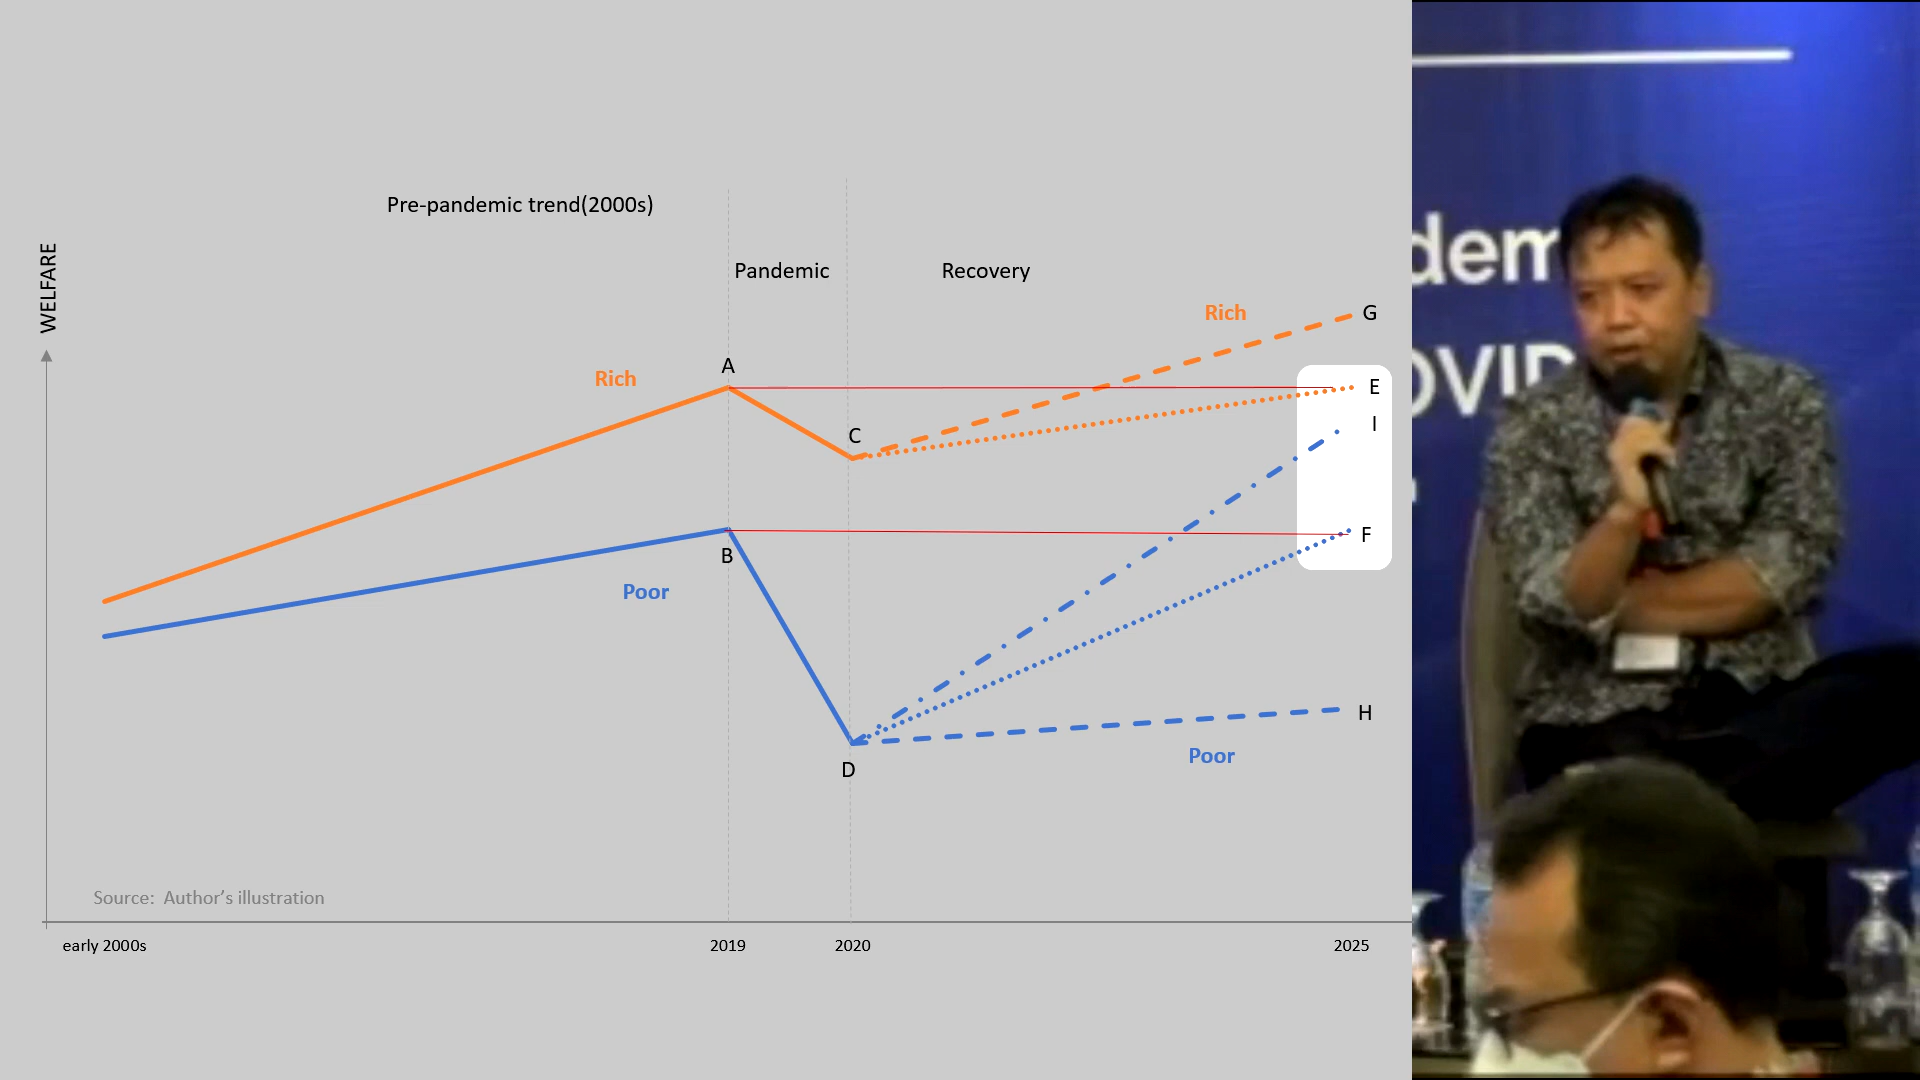 Pre-pandemic trend(2000s)
WELFARE
Pandemic
Recovery
Rich
G
A
Rich
E
I
C
B
F
Poor
H
Poor
D
Source: Author's illustration
early 2000s
2019
2020
2025
dem
OVID